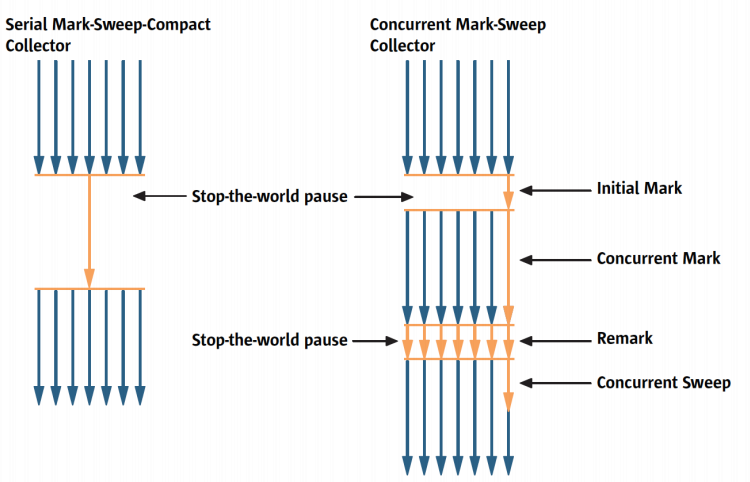 Serial Mark-Sweep-Compact
Collector
Concurrent Mark-Sweep
Collector
Stop-the-world pause
Initial Mark
Concurrent Mark
Stop-the-world pause
Remark
Concurrent Sweep